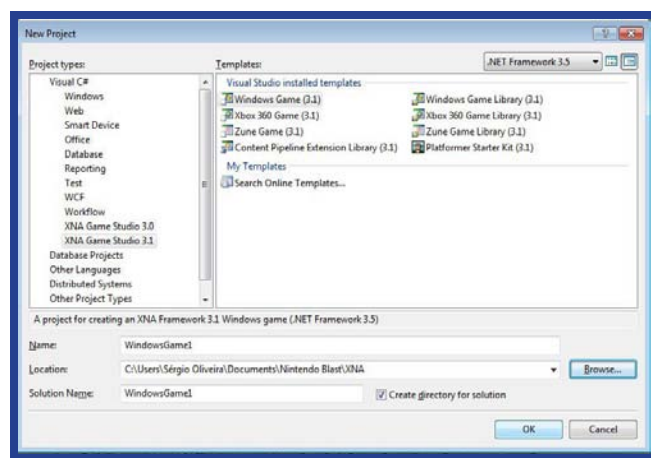 New Project
Project types:
Templates:
.NET Framework 3.5
Visual C#
Windows
Web
Smart Device
Office
Database
Reporting
Test
WCF
Workflow
XNA Game Studio 3.0
XNA Game Studio 3.1
Database Projects
Other Languages
Distributed Systems
Other Project Types
Visual Studio installed templates
Windows Game (3.1)
Windows Game Library (3.1)
Xbox 360 Game (3.1)
Xbox 360 Game Library (3.1)
Zune Game (3.1)
Zune Game Library (3.1)
Content Pipeline Extension Library (3.1)
Platformer Starter Kit (3.1)
My Templates
Search Online Templates...
A project for creating an XNA Framework 3.1 Windows game (.NET Framework 3.5)
Name:
WindowsGame1
Location:
C:\Users\Sérgio Oliveira\Documents\Nintendo Blast\XNA
Browse...
Solution Name:
WindowsGame1
Create directory for solution
OK
Cancel